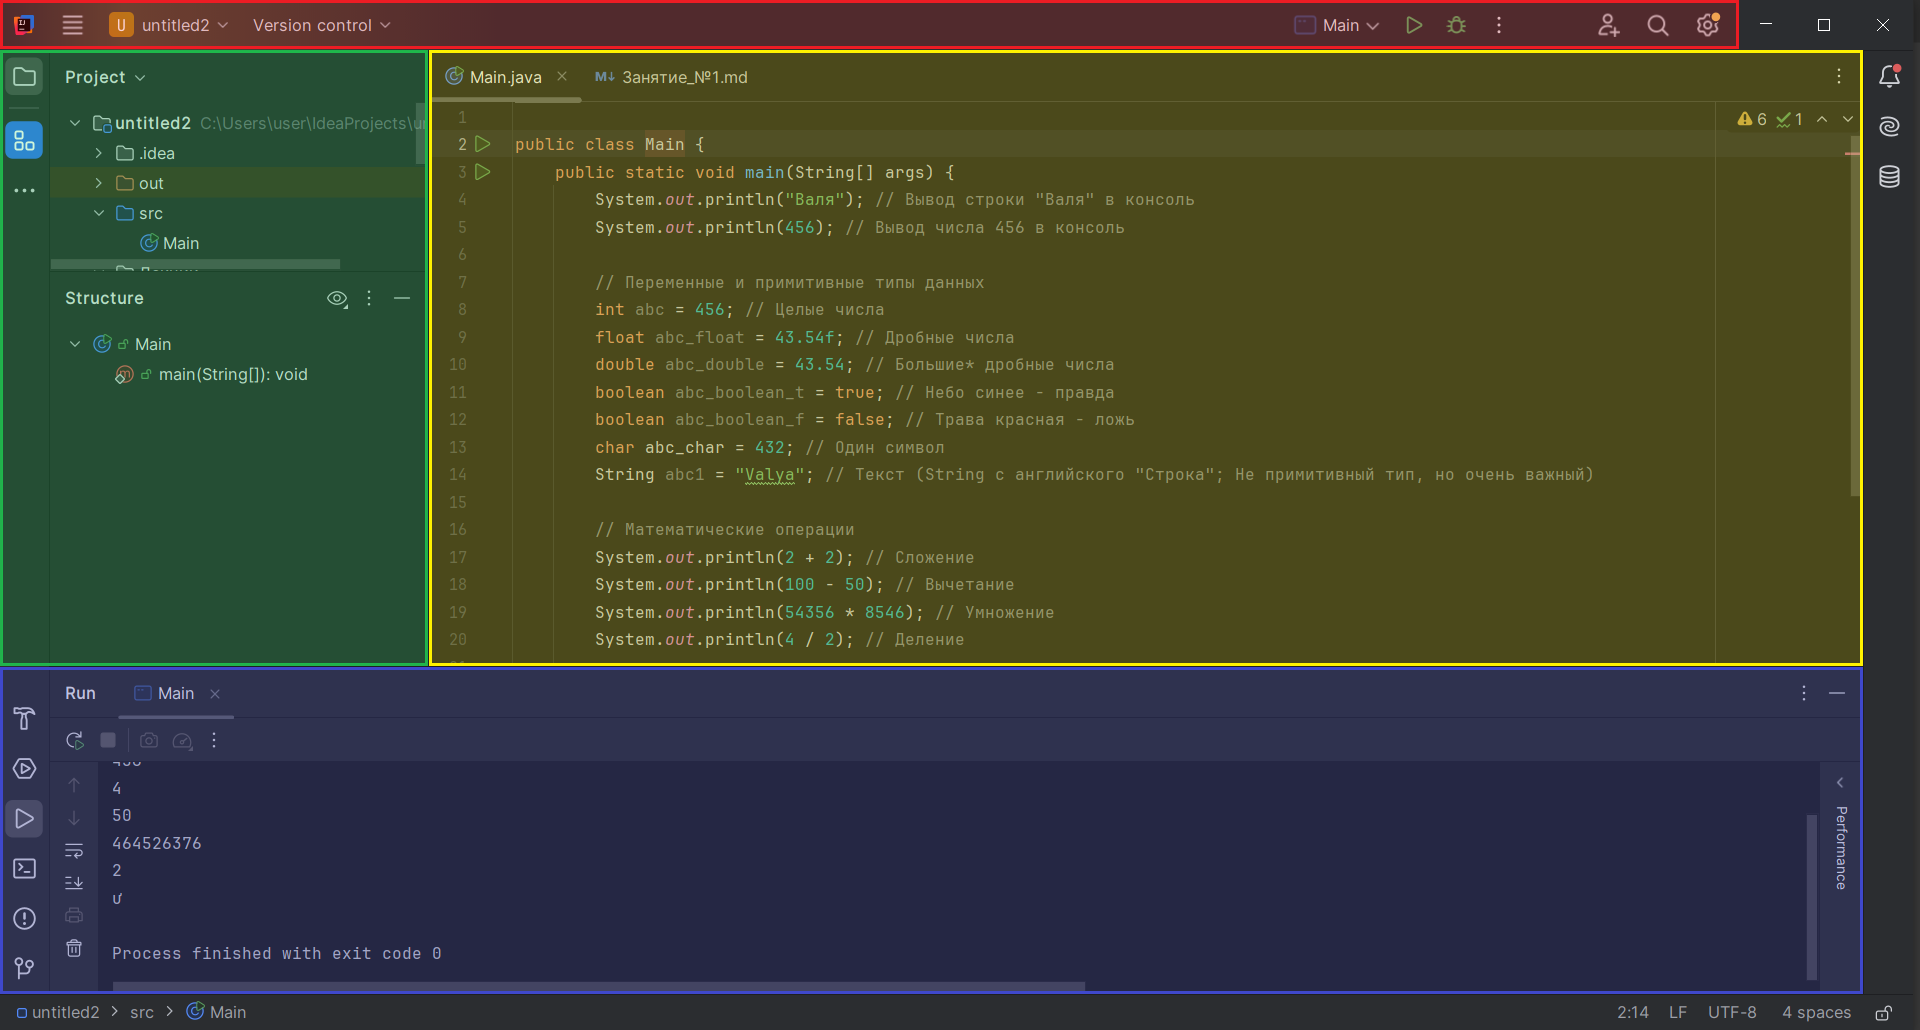 U untitled2 Version control Main
Project
untitled2 C:\Users\user\IdeaProjects\
.idea
out
src
Main
Structure
Main
main(String[]): void
Main.java M↓ Занятие_№1.md
6 1
1
2 public class Main {
3 public static void main(String[] args) {
4 System.out.println("Валя"); // Вывод строки "Валя" в консоль
5 System.out.println(456); // Вывод числа 456 в консоль
6
7 // Переменные и примитивные типы данных
8 int abc = 456; // Целые числа
9 float abc_float = 43.54f; // Дробные числа
10 double abc_double = 43.54; // Большие* дробные числа
11 boolean abc_boolean_t = true; // Небо синее - правда
12 boolean abc_boolean_f = false; // Трава красная - ложь
13 char abc_char = 432; // Один символ
14 String abc1 = "Valya"; // Текст (String с английского "Строка"; Не примитивный тип, но очень важный)
15
16 // Математические операции
17 System.out.println(2 + 2); // Сложение
18 System.out.println(100 - 50); // Вычетание
19 System.out.println(54356 * 8546); // Умножение
20 System.out.println(4 / 2); // Деление
Run Main
4
50
464526376
2
ư
Process finished with exit code 0
Performance
untitled2 > src > Main
2:14 LF UTF-8 4 spaces